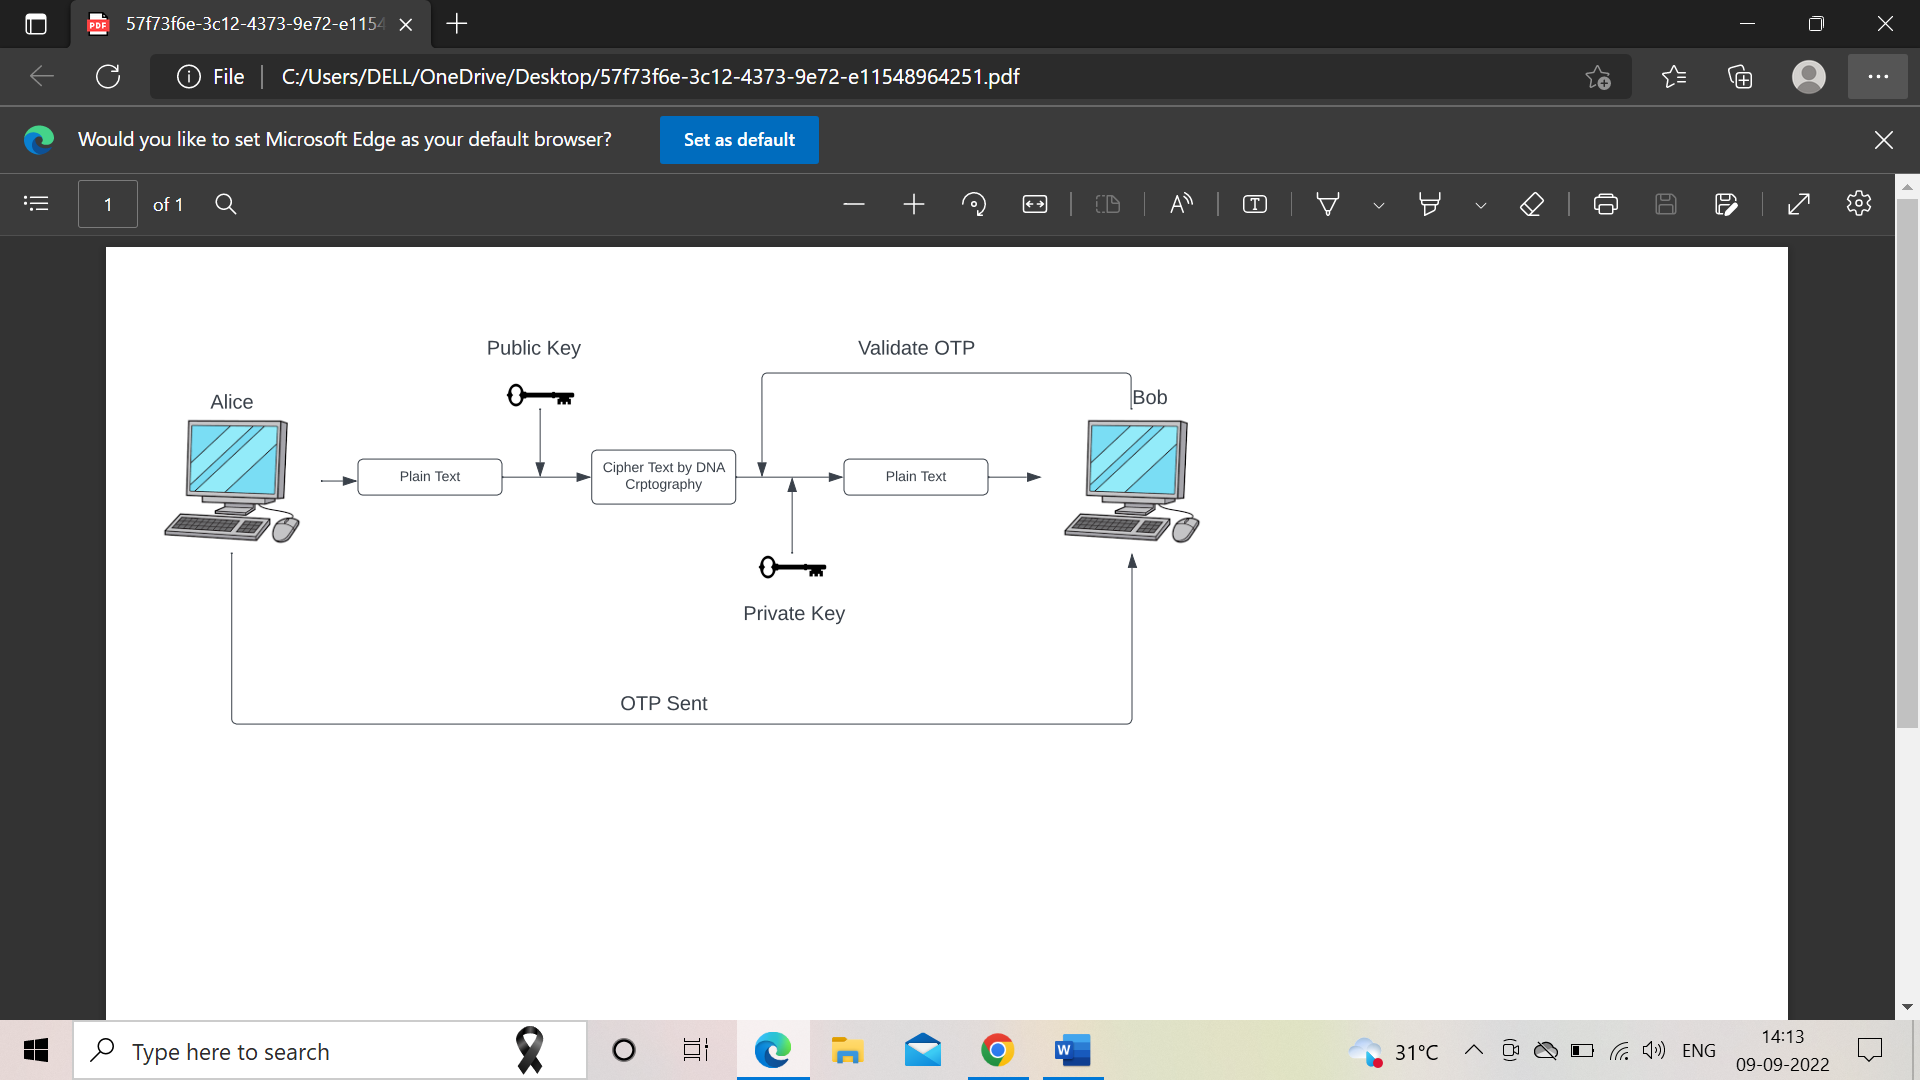 57f73f6e-3c12-4373-9e72-e1154
File
C:/Users/DELL/OneDrive/Desktop/57f73f6e-3c12-4373-9e72-e11548964251.pdf
Would you like to set Microsoft Edge as your default browser?
Set as default
1
of 1
Public Key
Validate OTP
Alice
Bob
Plain Text
Cipher Text by DNA
Crptography
Plain Text
Private Key
OTP Sent
Type here to search
31°C
ENG
14:13
09-09-2022